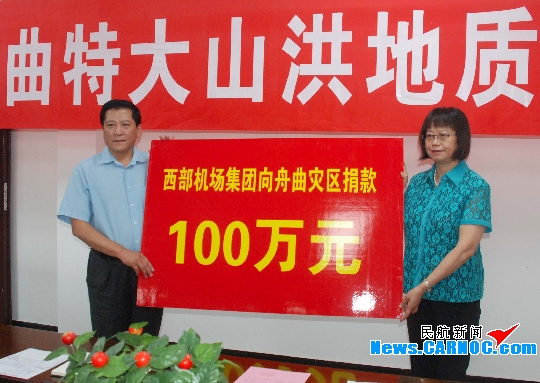 曲特大山洪地质
西部机场集团向舟曲灾区捐款
100万元
民航新闻
News.CARNOC.com